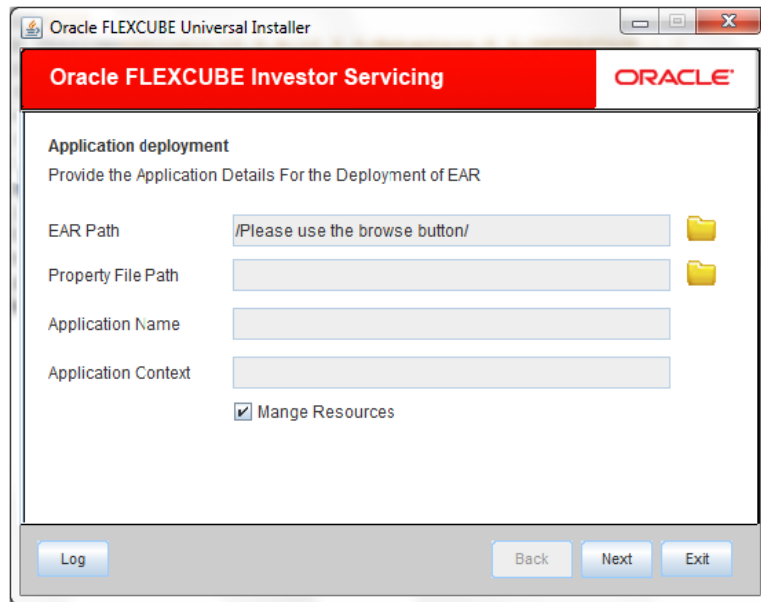 Oracle FLEXCUBE Universal Installer
Oracle FLEXCUBE Investor Servicing
ORACLE
Application deployment
Provide the Application Details For the Deployment of EAR
EAR Path
/Please use the browse button/
Property File Path
Application Name
Application Context
Mange Resources
Log
Back
Next
Exit